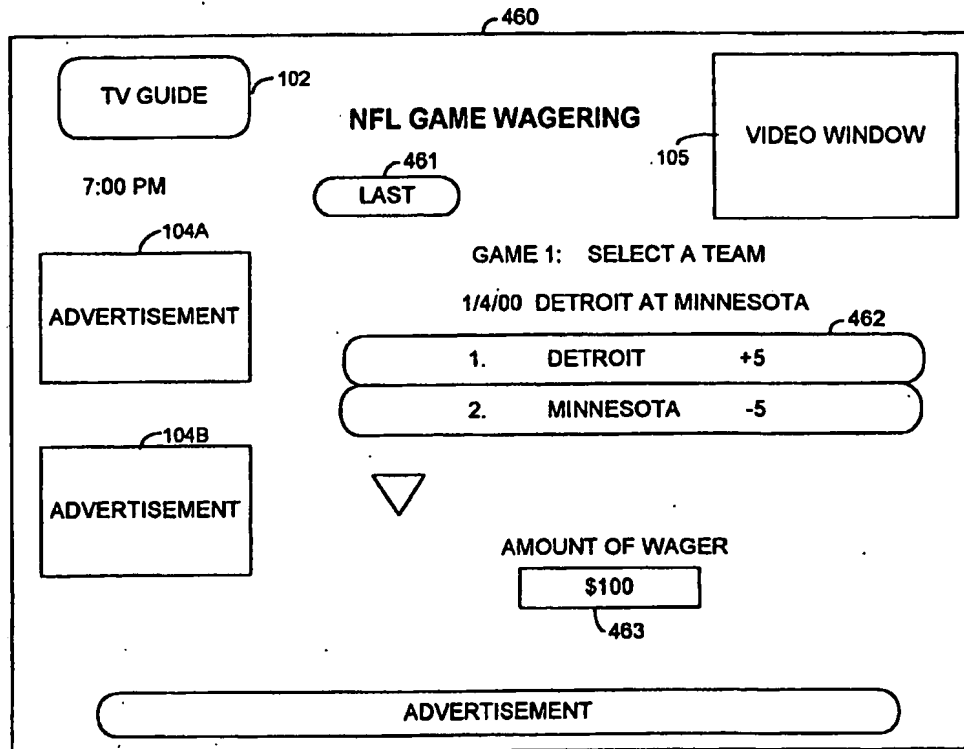 460
TV GUIDE
102
NFL GAME WAGERING
VIDEO WINDOW
105
461
7:00 PM
LAST
104A
ADVERTISEMENT
GAME 1: SELECT A TEAM
1/4/00 DETROIT AT MINNESOTA
462
1. DETROIT +5
2. MINNESOTA -5
104B
ADVERTISEMENT
AMOUNT OF WAGER
$100
463
ADVERTISEMENT